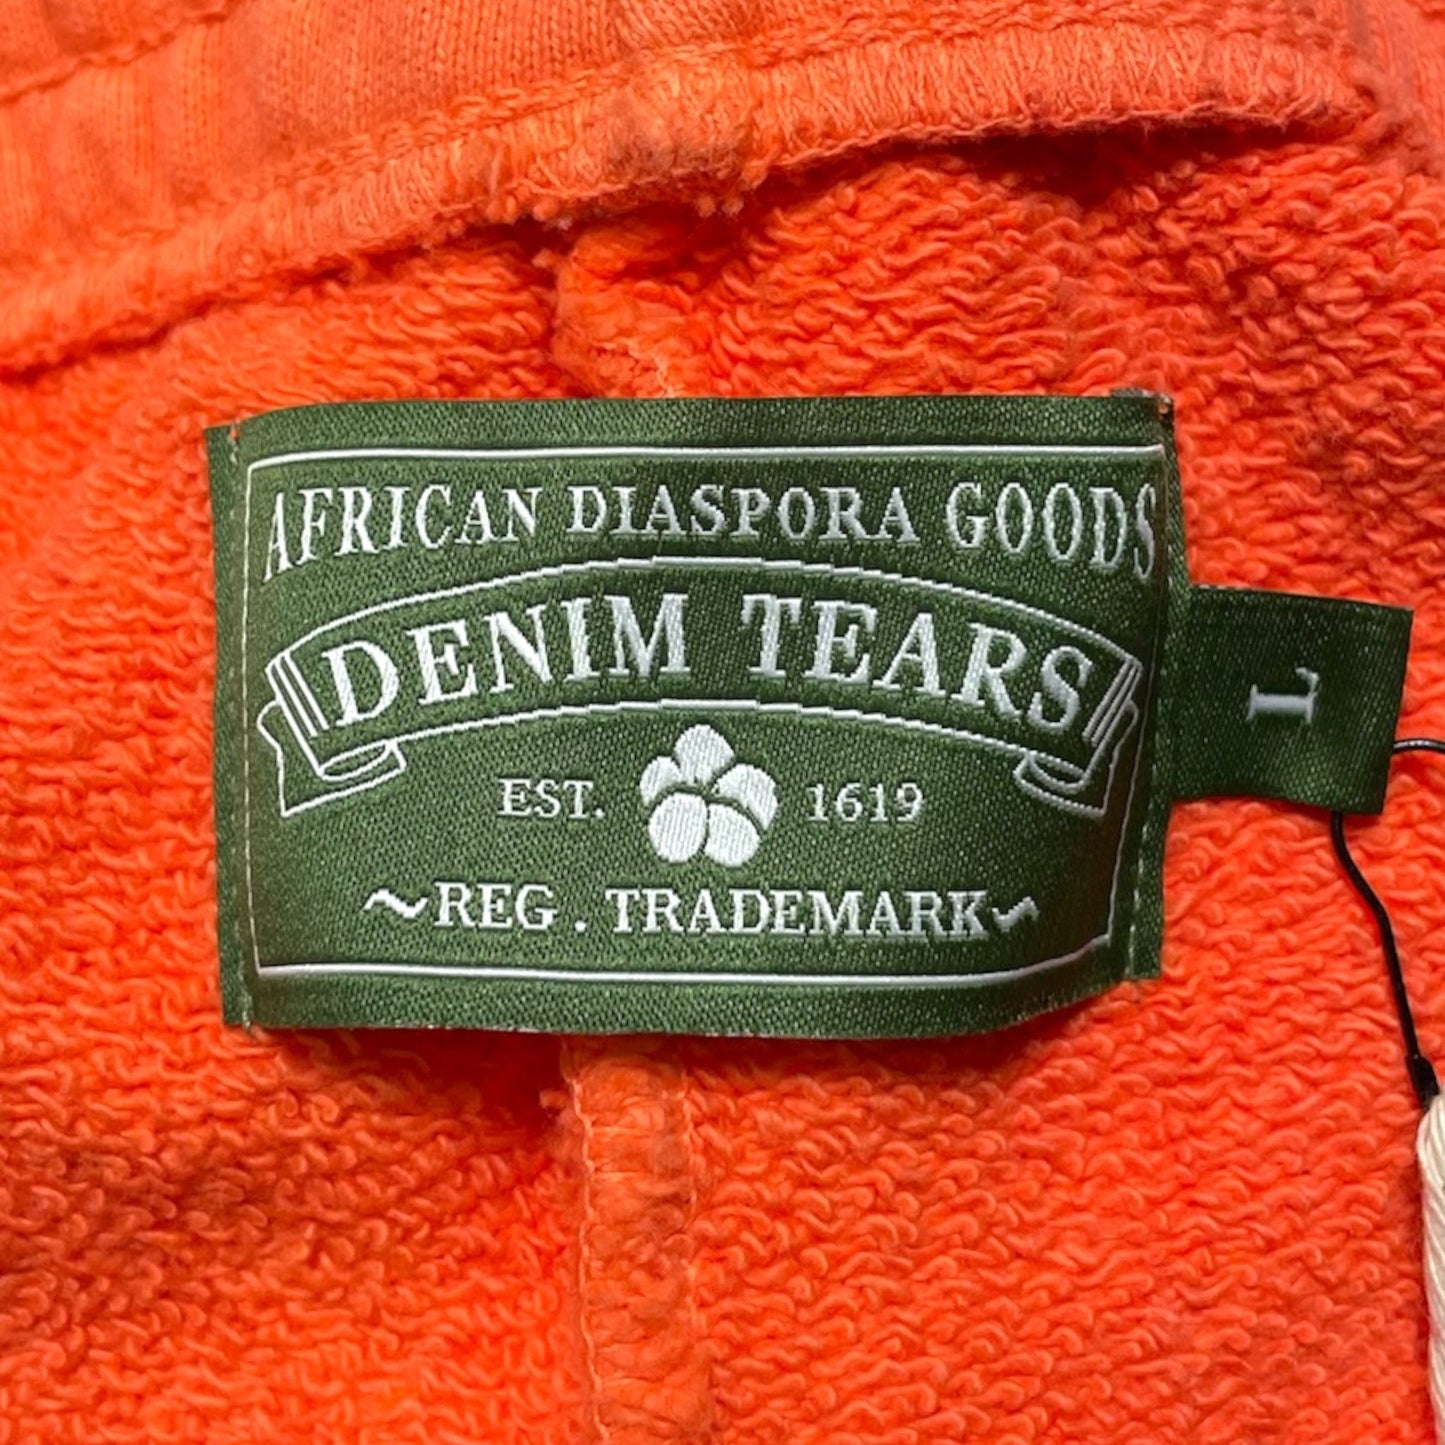 AFRICAN DIASPORA GOODS
DENIM TEARS
EST. 1619
~REG . TRADEMARK~
L